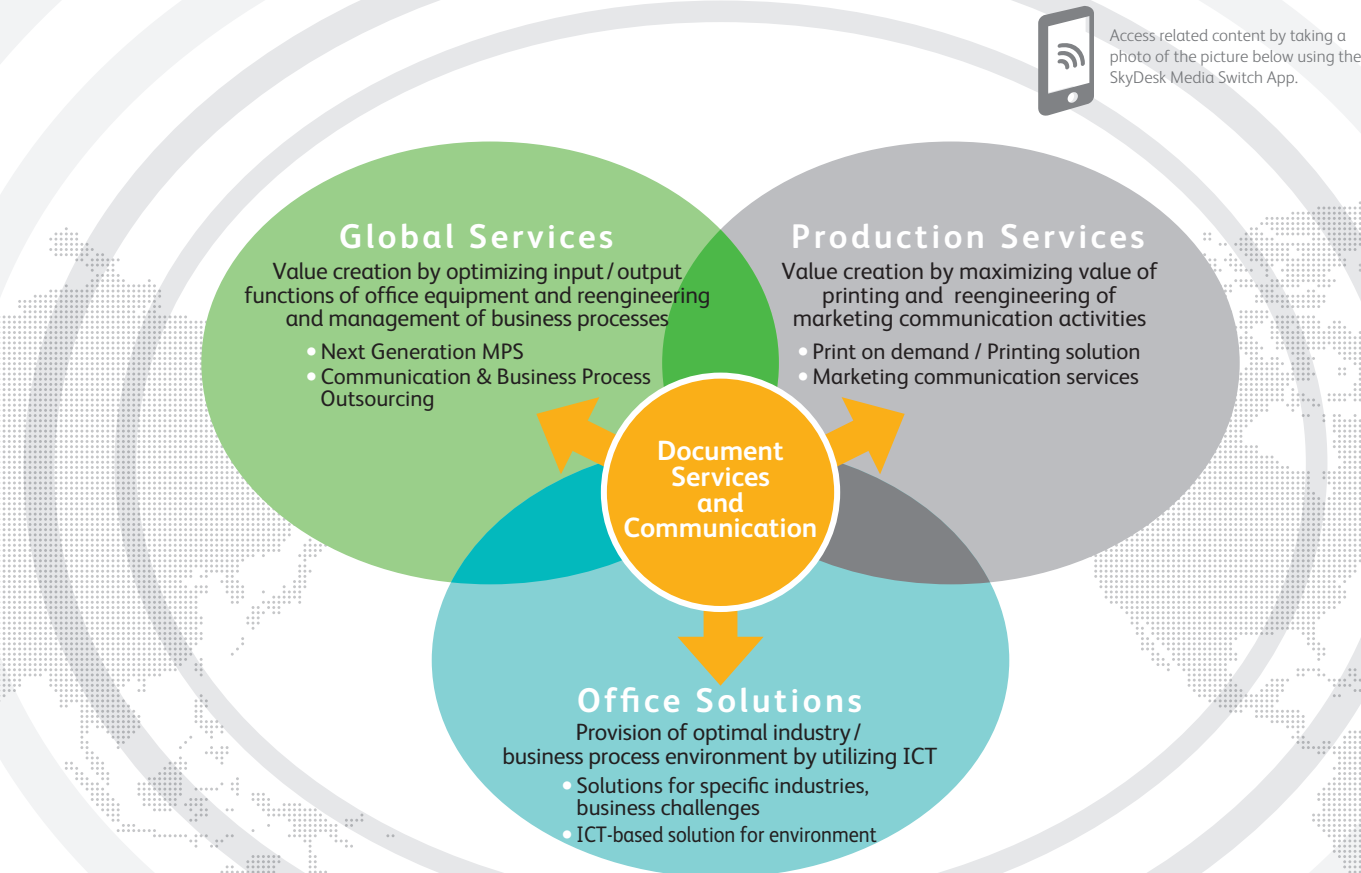 Access related content by taking a
photo of the picture below using the
SkyDesk Media Switch App.
Global Services
Value creation by optimizing input / output
functions of office equipment and reengineering
and management of business processes
• Next Generation MPS
• Communication & Business Process
Outsourcing
Production Services
Value creation by maximizing value of
printing and reengineering of
marketing communication activities
• Print on demand / Printing solution
• Marketing communication services
Document
Services
and
Communication
Office Solutions
Provision of optimal industry /
business process environment by utilizing ICT
• Solutions for specific industries,
business challenges
• ICT-based solution for environment